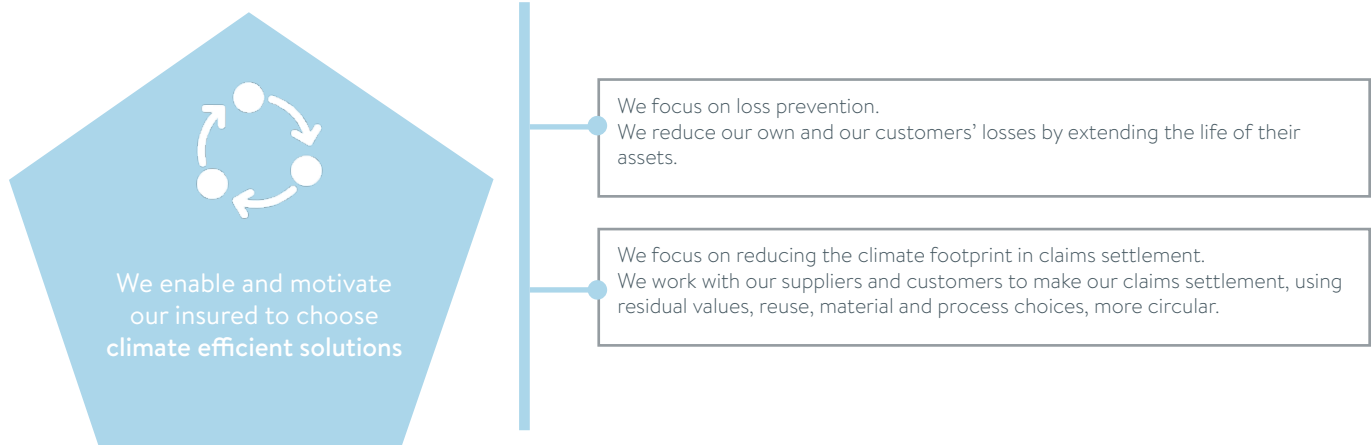 We enable and motivate
our insured to choose
climate efficient solutions
We focus on loss prevention.
We reduce our own and our customers’ losses by extending the life of their
assets.
We focus on reducing the climate footprint in claims settlement.
We work with our suppliers and customers to make our claims settlement, using
residual values, reuse, material and process choices, more circular.